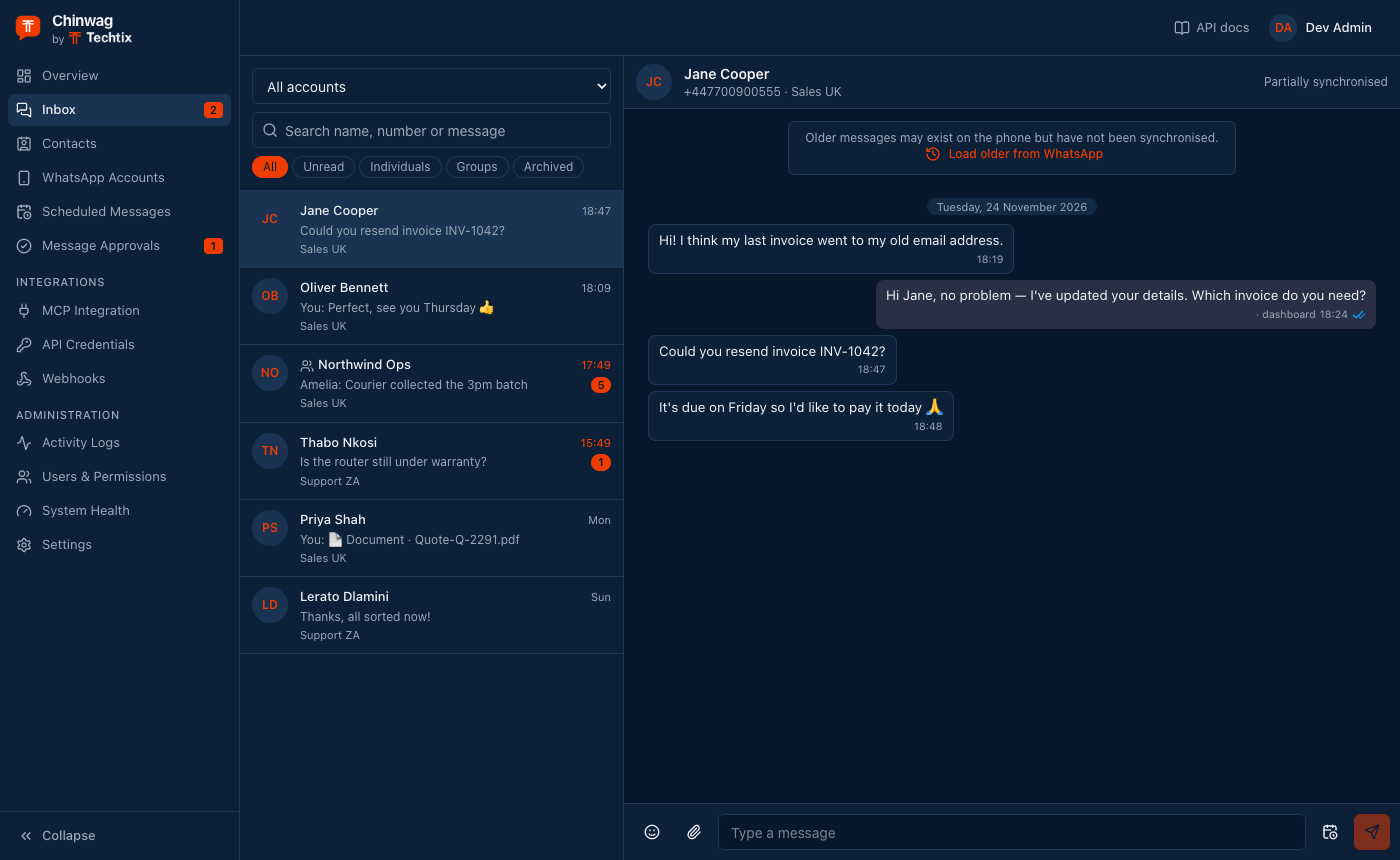 Chinwag
by Techtix
Overview
Inbox 2
Contacts
WhatsApp Accounts
Scheduled Messages
Message Approvals 1
INTEGRATIONS
MCP Integration
API Credentials
Webhooks
ADMINISTRATION
Activity Logs
Users & Permissions
System Health
Settings
Collapse
API docs
DA Dev Admin
All accounts
Search name, number or message
All Unread Individuals Groups Archived
JC Jane Cooper 18:47
Could you resend invoice INV-1042?
Sales UK
OB Oliver Bennett 18:09
You: Perfect, see you Thursday 👍
Sales UK
NO Northwind Ops 17:49
Amelia: Courier collected the 3pm batch 5
Sales UK
TN Thabo Nkosi 15:49
Is the router still under warranty? 1
Support ZA
PS Priya Shah Mon
You: 📄 Document · Quote-Q-2291.pdf
Sales UK
LD Lerato Dlamini Sun
Thanks, all sorted now!
Support ZA
JC Jane Cooper
+447700900555 · Sales UK
Partially synchronised
Older messages may exist on the phone but have not been synchronised.
Load older from WhatsApp
Tuesday, 24 November 2026
Hi! I think my last invoice went to my old email address.
18:19
Hi Jane, no problem — I've updated your details. Which invoice do you need?
· dashboard 18:24
Could you resend invoice INV-1042?
18:47
It's due on Friday so I'd like to pay it today 🙏
18:48
Type a message